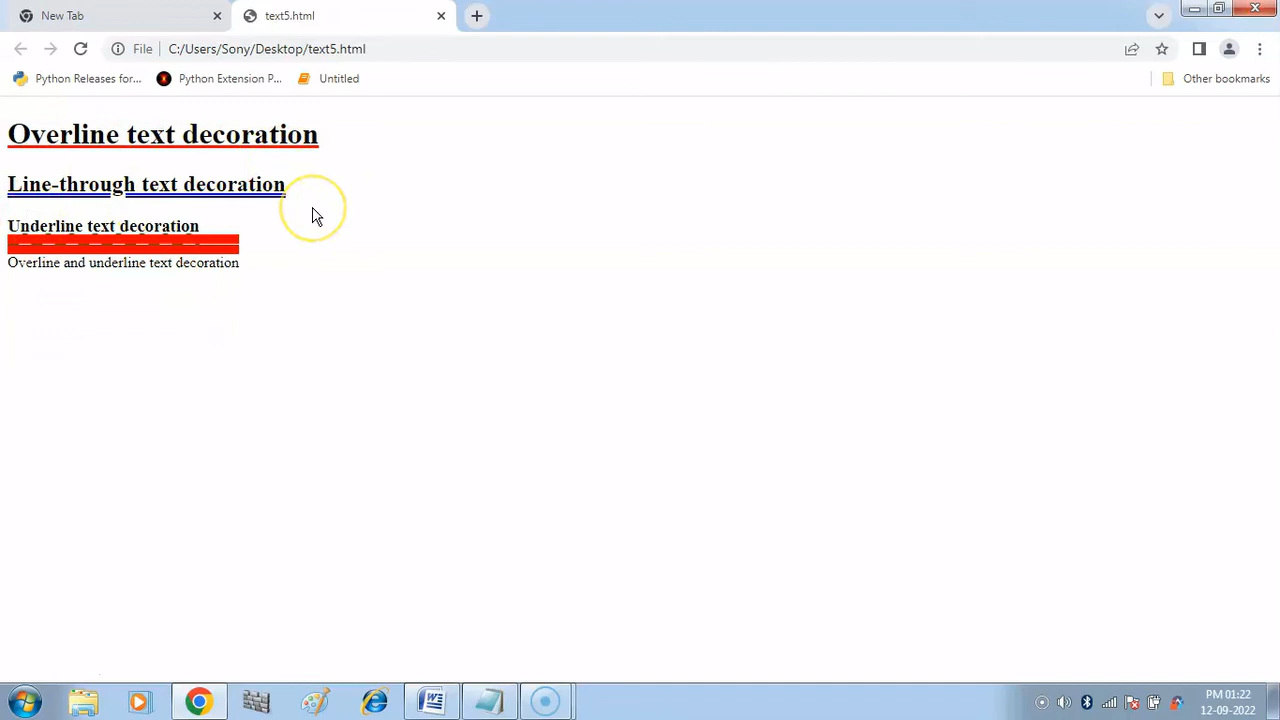 New Tab
text5.html
File
C:/Users/Sony/Desktop/text5.html
Python Releases for...
Python Extension P...
Untitled
Other bookmarks
Overline text decoration
Line-through text decoration
Underline text decoration
Overline and underline text decoration
PM 01:22
12-09-2022